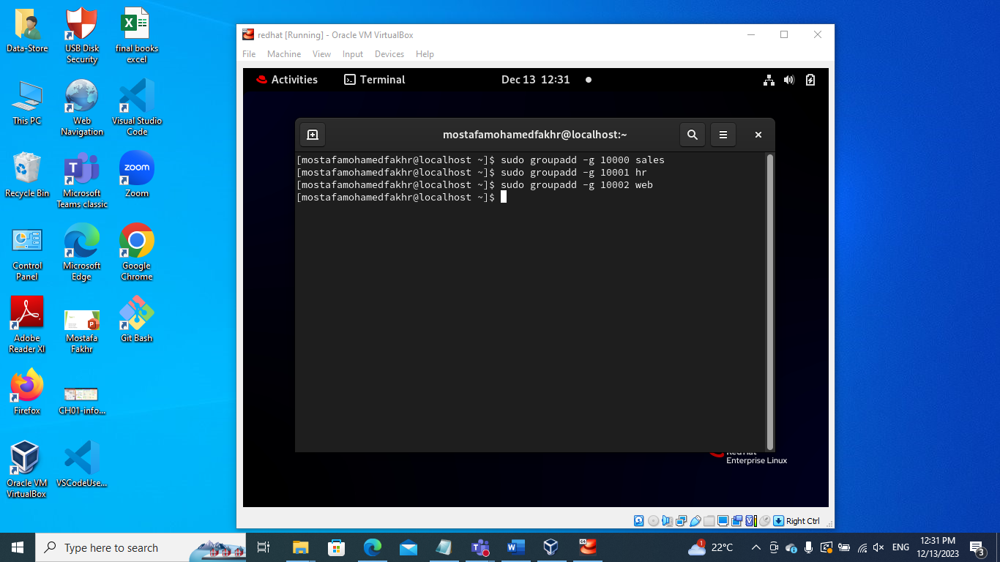 Data-Store
USB Disk
Security
final books
excel
This PC
Web
Navigation
Visual Studio
Code
Recycle Bin
Microsoft
Teams classic
zoom
Zoom
Control
Panel
Microsoft
Edge
Google
Chrome
Adobe
Reader XI
Mostafa
Fakhr
Git Bash
Firefox
CH01-info...
Oracle VM
VirtualBox
VSCodeUse...
redhat [Running] - Oracle VM VirtualBox
File Machine View Input Devices Help
Activities Terminal Dec 13 12:31
mostafamohamedfakhr@localhost:~
[mostafamohamedfakhr@localhost ~]$ sudo groupadd -g 10000 sales
[mostafamohamedfakhr@localhost ~]$ sudo groupadd -g 10001 hr
[mostafamohamedfakhr@localhost ~]$ sudo groupadd -g 10002 web
[mostafamohamedfakhr@localhost ~]$
Red Hat
Enterprise Linux
Right Ctrl
Type here to search
1
22°C
ENG
12:31 PM
12/13/2023
3